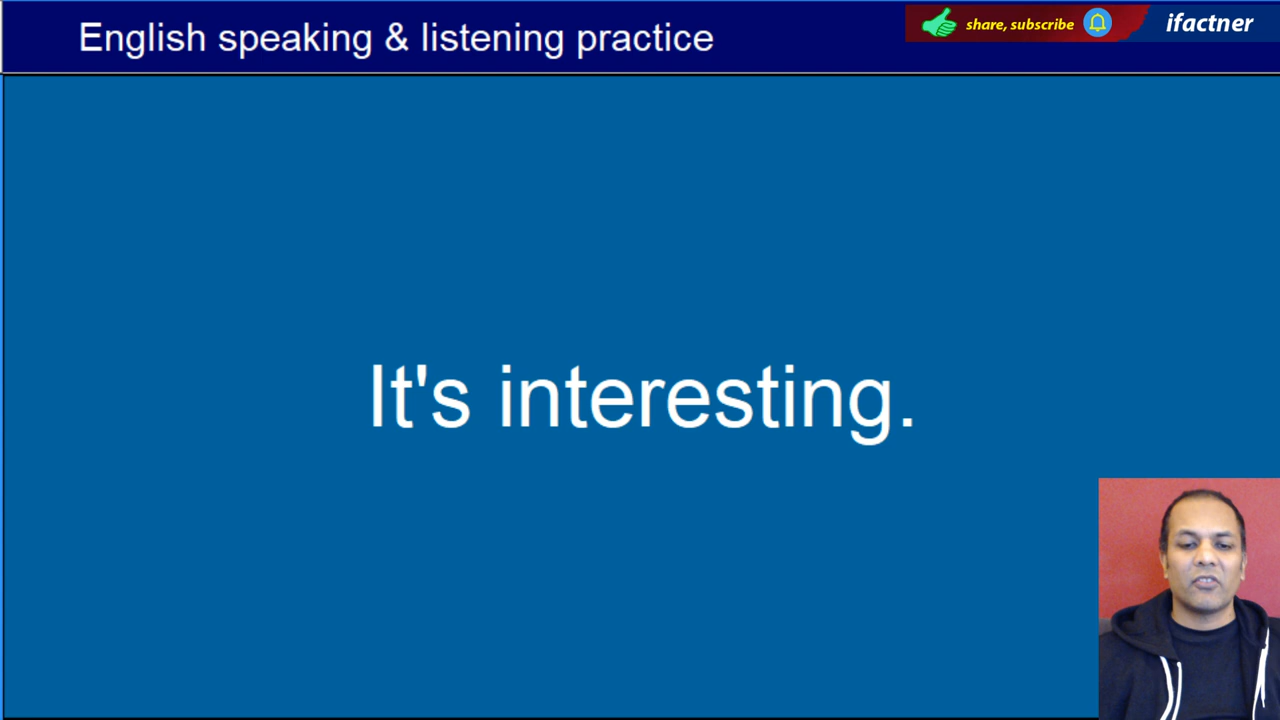 English speaking & listening practice
share, subscribe
ifactner
It's interesting.